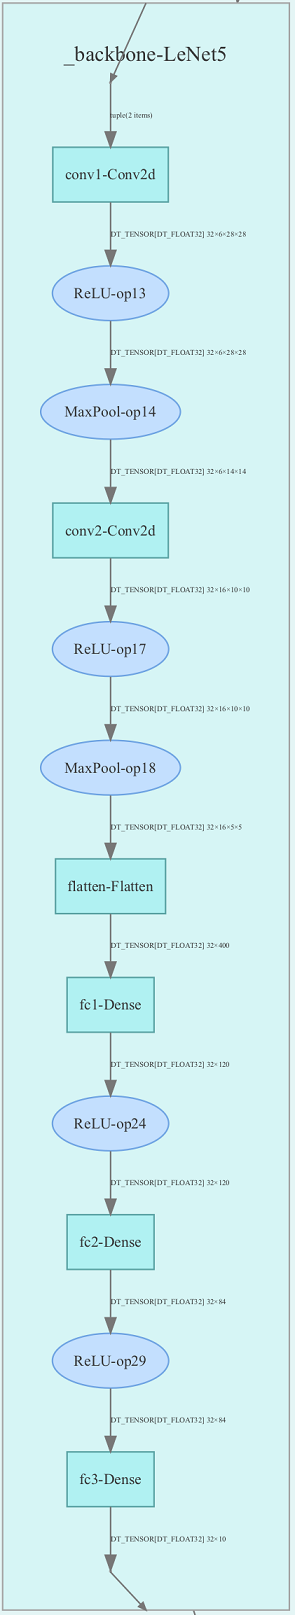 _backbone-LeNet5
tuple(2 items)
conv1-Conv2d
DT_TENSOR[DT_FLOAT32] 32×6×28×28
ReLU-op13
DT_TENSOR[DT_FLOAT32] 32×6×28×28
MaxPool-op14
DT_TENSOR[DT_FLOAT32] 32×6×14×14
conv2-Conv2d
DT_TENSOR[DT_FLOAT32] 32×16×10×10
ReLU-op17
DT_TENSOR[DT_FLOAT32] 32×16×10×10
MaxPool-op18
DT_TENSOR[DT_FLOAT32] 32×16×5×5
flatten-Flatten
DT_TENSOR[DT_FLOAT32] 32×400
fc1-Dense
DT_TENSOR[DT_FLOAT32] 32×120
ReLU-op24
DT_TENSOR[DT_FLOAT32] 32×120
fc2-Dense
DT_TENSOR[DT_FLOAT32] 32×84
ReLU-op29
DT_TENSOR[DT_FLOAT32] 32×84
fc3-Dense
DT_TENSOR[DT_FLOAT32] 32×10